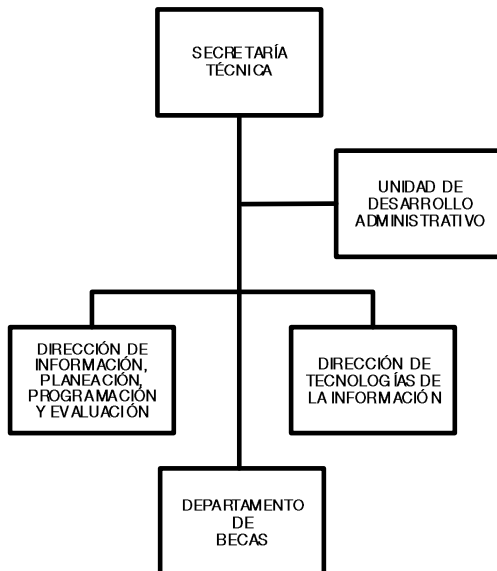 SECRETARÍA
TÉCNICA
UNIDAD DE
DESARROLLO
ADMINISTRATIVO
DIRECCIÓN DE
INFORMACIÓN,
PLANEACIÓN,
PROGRAMACIÓN
Y EVALUACIÓN
DIRECCIÓN DE
TECNOLOGÍAS DE
LA INFORMACIÓN
DEPARTAMENTO
DE
BECAS